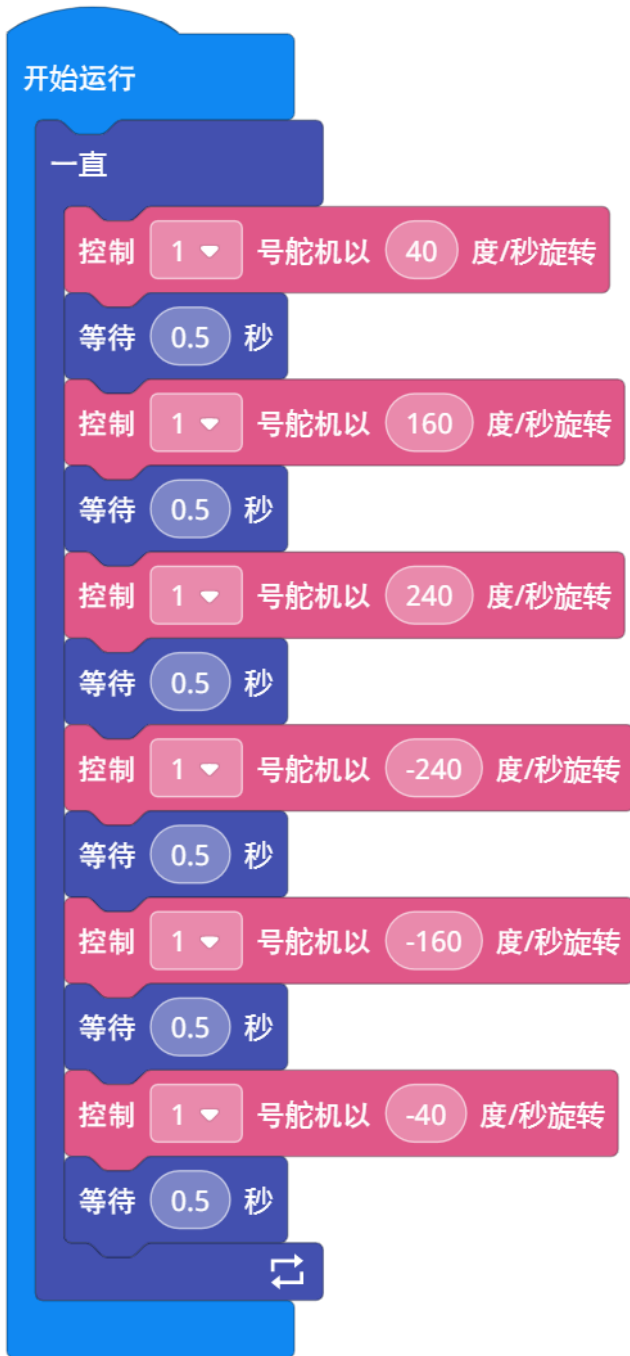 开始运行
一直
控制 1 号舵机以 40 度/秒旋转
等待 0.5 秒
控制 1 号舵机以 160 度/秒旋转
等待 0.5 秒
控制 1 号舵机以 240 度/秒旋转
等待 0.5 秒
控制 1 号舵机以 -240 度/秒旋转
等待 0.5 秒
控制 1 号舵机以 -160 度/秒旋转
等待 0.5 秒
控制 1 号舵机以 -40 度/秒旋转
等待 0.5 秒